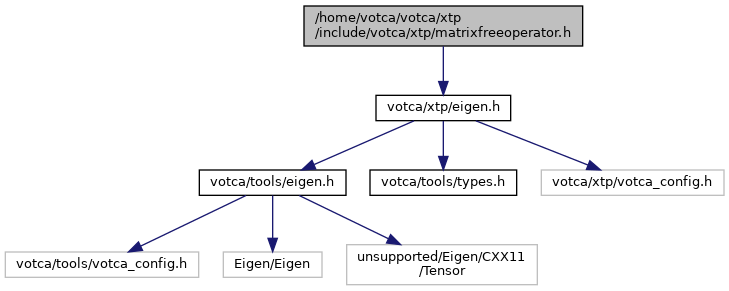 /home/votca/votca/xtp
/include/votca/xtp/matrixfreeoperator.h
votca/xtp/eigen.h
votca/tools/eigen.h
votca/tools/types.h
votca/xtp/votca_config.h
votca/tools/votca_config.h
Eigen/Eigen
unsupported/Eigen/CXX11
/Tensor